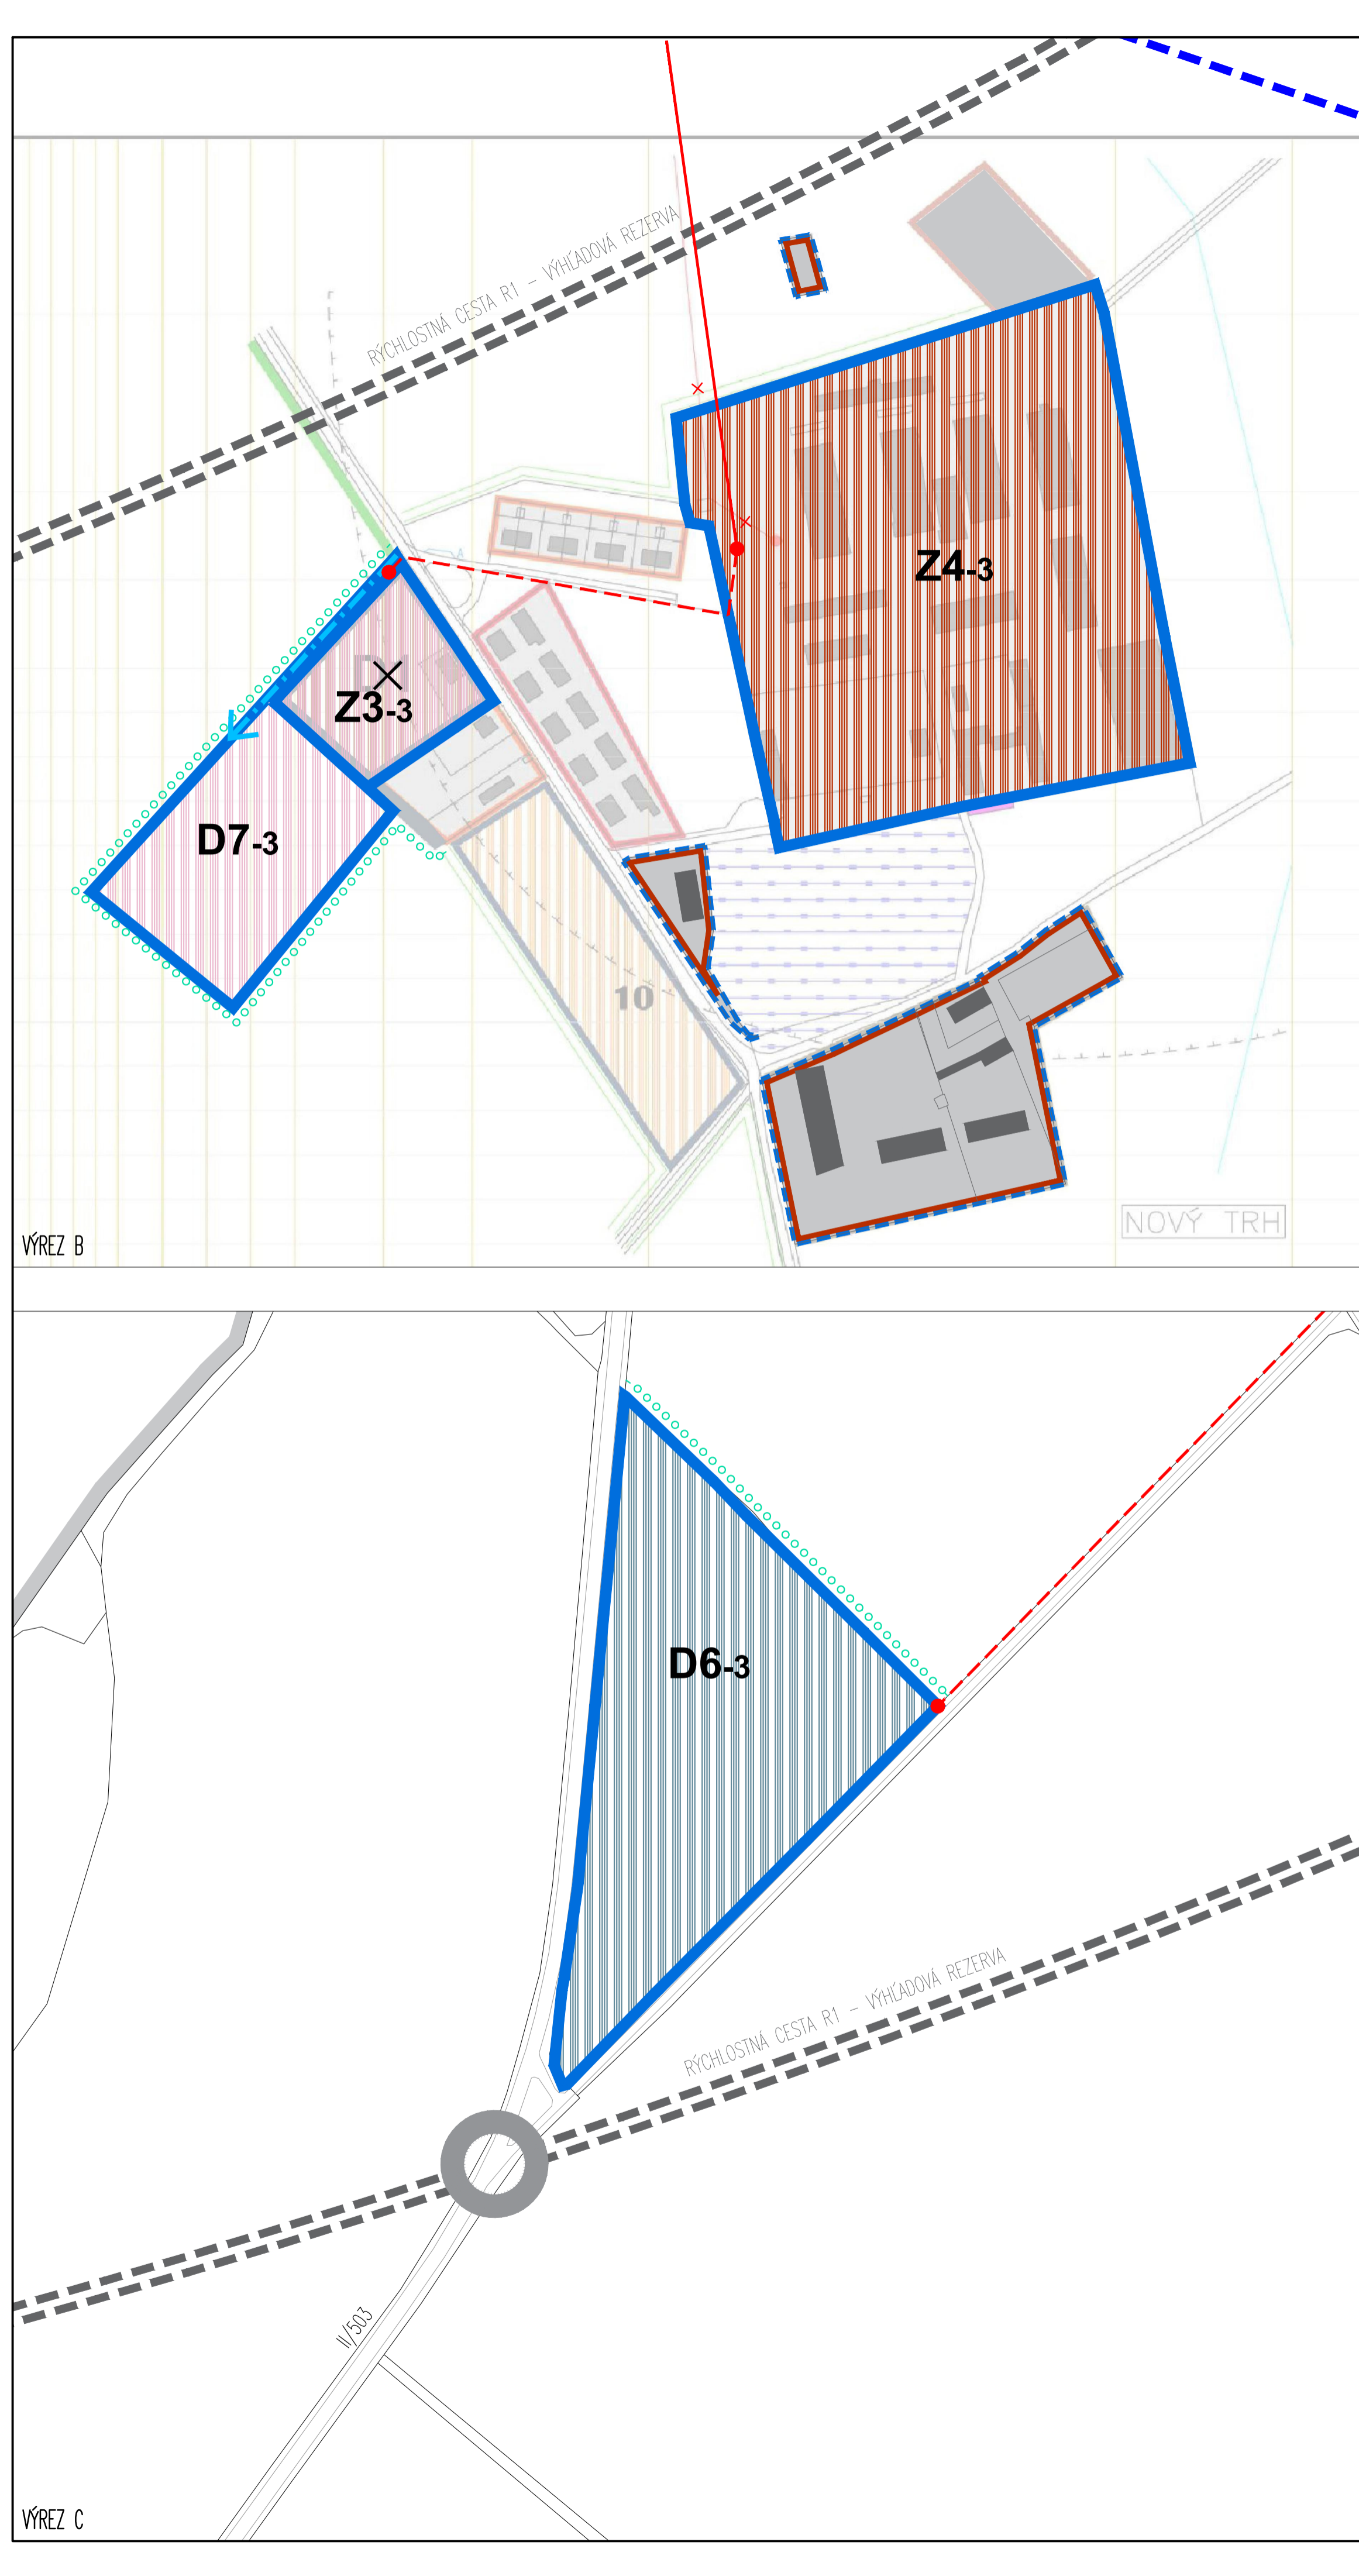 RÝCHLOSTNÁ CESTA R1 - VÝHĽADOVÁ REZERVA
Z4-3
Z3-3
D7-3
10
NOVÝ TRH
VÝREZ B
D6-3
RÝCHLOSTNÁ CESTA R1 - VÝHĽADOVÁ REZERVA
II/503
VÝREZ C